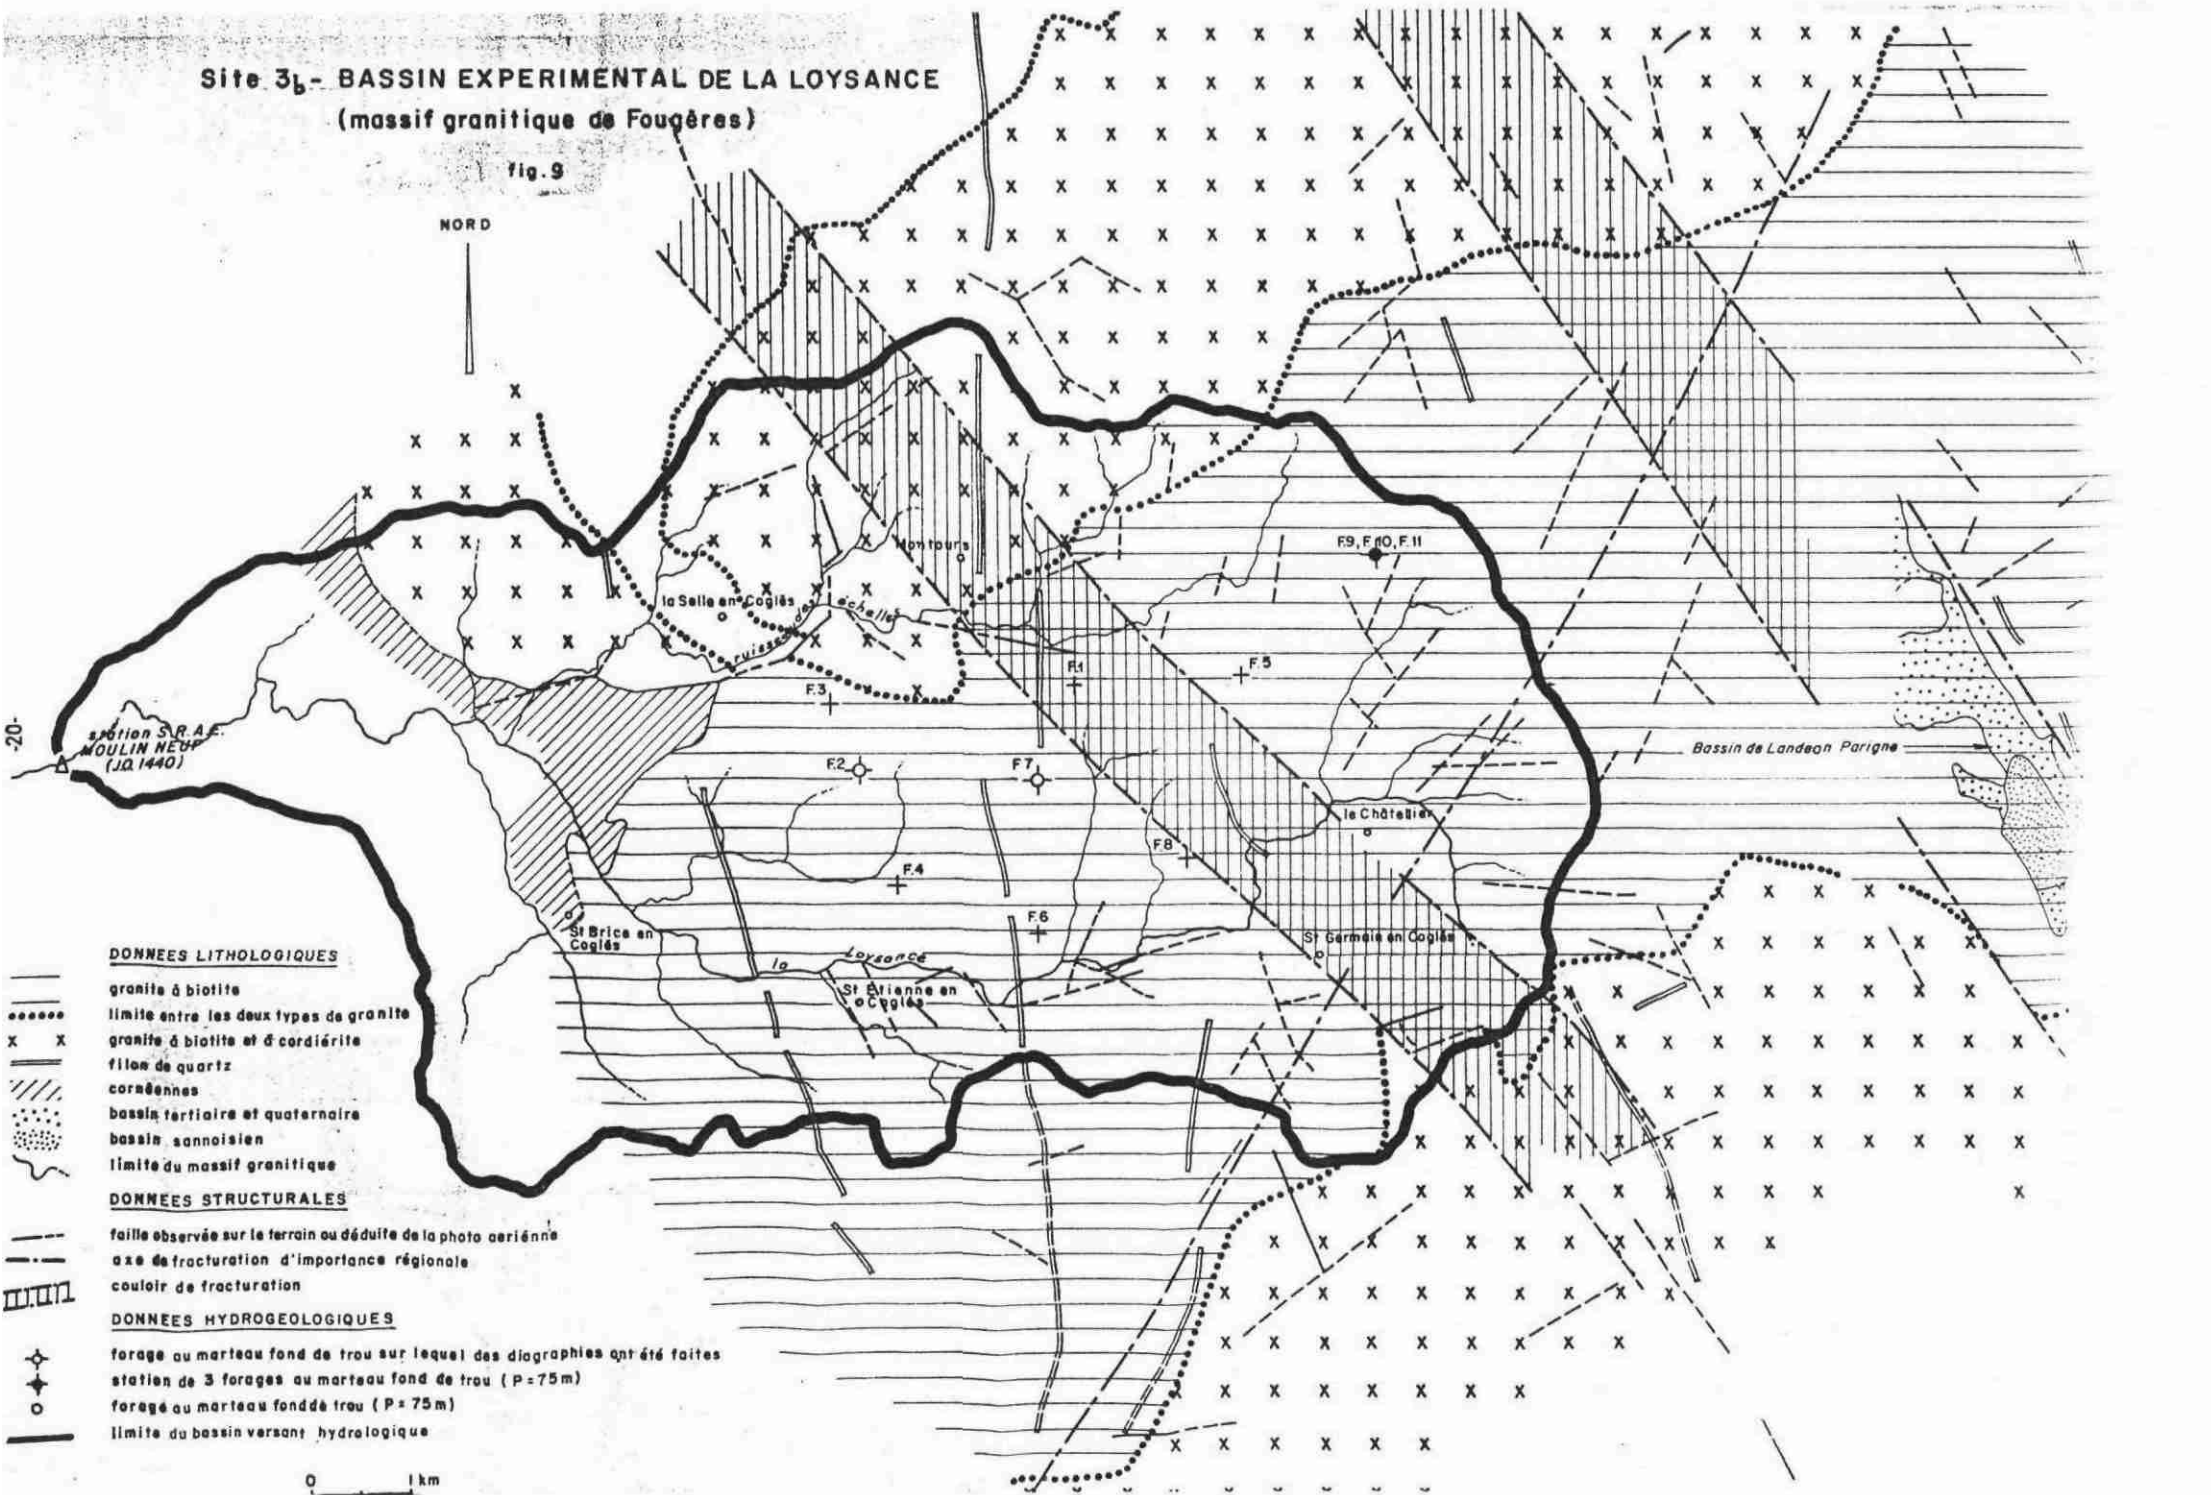 Site 3b - BASSIN EXPERIMENTAL DE LA LOYSANCE
(massif granitique de Fougères)
fig. 9
NORD
Montours
F.9, F.10, F.11
la Selle en Coglès
ruisseau des échelles
F.1
F.5
F.3
station S.R.A.E.
MOULIN NEUF
(J.O. 1440)
-20-
Bassin de Landean Parigne
F.2
F.7
le Châtellier
F.8
F.4
F.6
St Brice en
Coglès
St Germain en Coglès
la Loysance
St Etienne en
Coglès
DONNEES LITHOLOGIQUES
granite à biotite
limite entre les deux types de granite
granite à biotite et à cordiérite
filon de quartz
cornéennes
bassin tertiaire et quaternaire
bassin sannoisien
limite du massif granitique
DONNEES STRUCTURALES
faille observée sur le terrain ou déduite de la photo aeriénne
axe de fracturation d'importance régionale
couloir de fracturation
DONNEES HYDROGEOLOGIQUES
forage au marteau fond de trou sur lequel des diagraphies ont été faites
station de 3 forages au marteau fond de trou (P=75m)
forage au marteau fond de trou (P=75m)
limite du bassin versant hydrologique
0 1 km